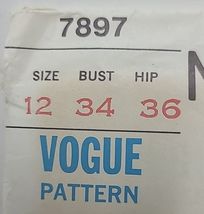 7897
SIZE BUST HIP
12 34 36
VOGUE
PATTERN